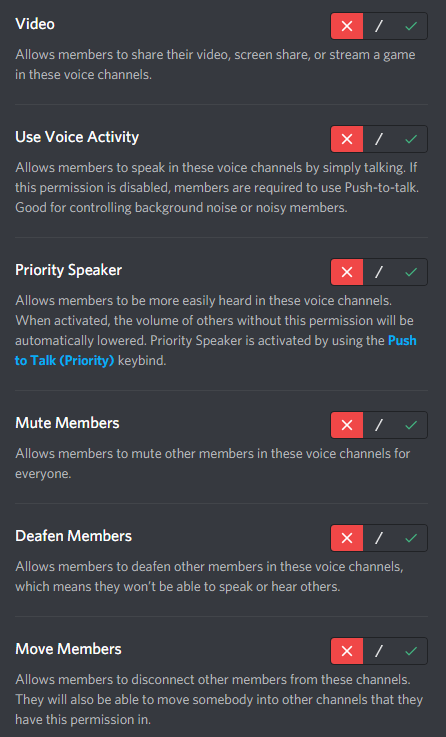 Video
Allows members to share their video, screen share, or stream a game
in these voice channels.
Use Voice Activity
Allows members to speak in these voice channels by simply talking. If
this permission is disabled, members are required to use Push-to-talk.
Good for controlling background noise or noisy members.
Priority Speaker
Allows members to be more easily heard in these voice channels.
When activated, the volume of others without this permission will be
automatically lowered. Priority Speaker is activated by using the Push
to Talk (Priority) keybind.
Mute Members
Allows members to mute other members in these voice channels for
everyone.
Deafen Members
Allows members to deafen other members in these voice channels,
which means they won’t be able to speak or hear others.
Move Members
Allows members to disconnect other members from these channels.
They will also be able to move somebody into other channels that they
have this permission in.